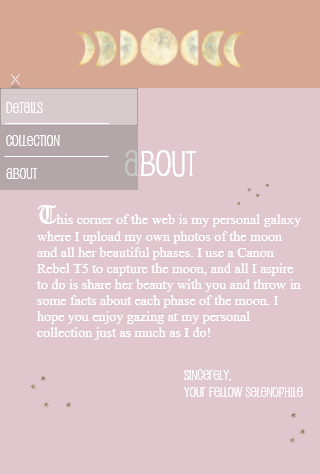 X
Details
Collection
About
About
This corner of the web is my personal galaxy
where I upload my own photos of the moon
and all her beautiful phases. I use a Canon
Rebel T5 to capture the moon, and all I aspire
to do is share her beauty with you and throw in
some facts about each phase of the moon. I
hope you enjoy gazing at my personal
collection just as much as I do!
Sincerely,
Your Fellow Selenophile